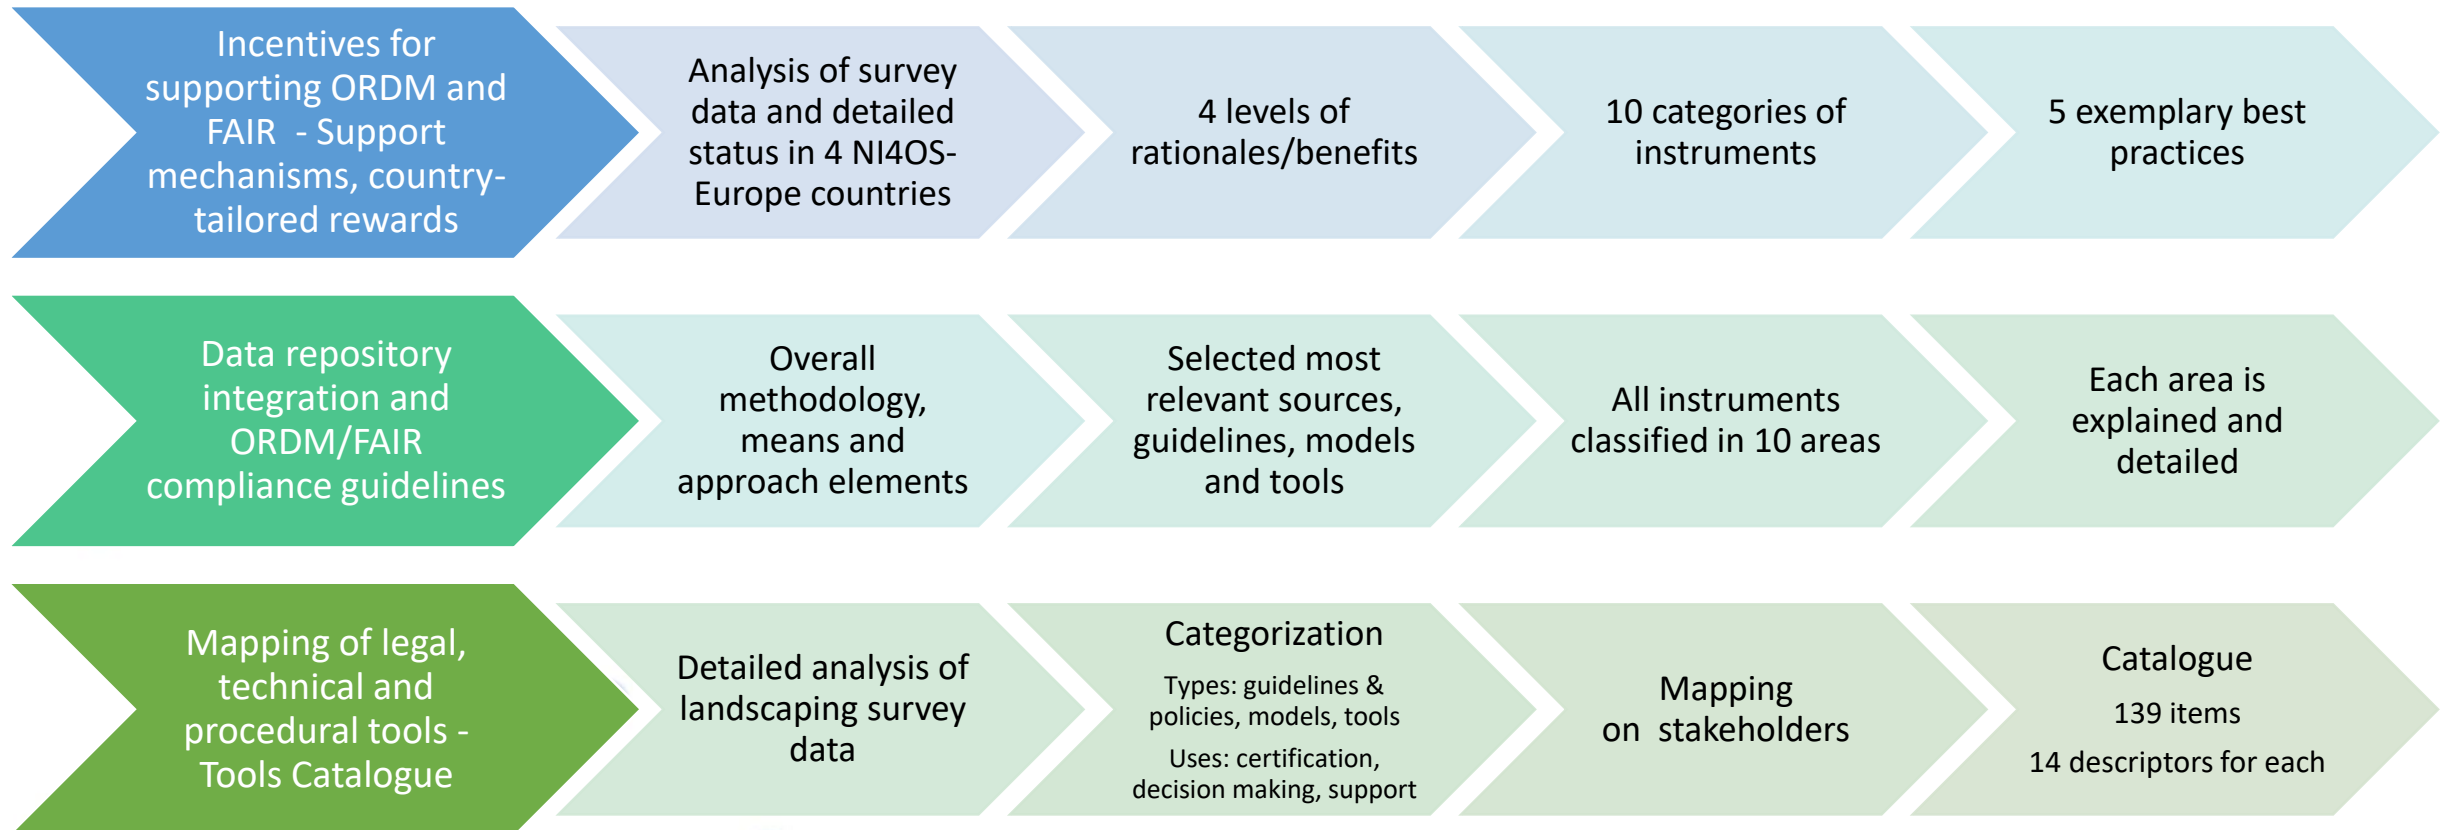 Incentives for
supporting ORDM and
FAIR - Support
mechanisms, country-
tailored rewards
Analysis of survey
data and detailed
status in 4 NI4OS-
Europe countries
4 levels of
rationales/benefits
10 categories of
instruments
5 exemplary best
practices
Data repository
integration and
ORDM/FAIR
compliance guidelines
Overall
methodology,
means and
approach elements
Selected most
relevant sources,
guidelines, models
and tools
All instruments
classified in 10 areas
Each area is
explained and
detailed
Mapping of legal,
technical and
procedural tools -
Tools Catalogue
Detailed analysis of
landscaping survey
data
Categorization
Types: guidelines &
policies, models, tools
Uses: certification,
decision making, support
Mapping
on stakeholders
Catalogue
139 items
14 descriptors for each